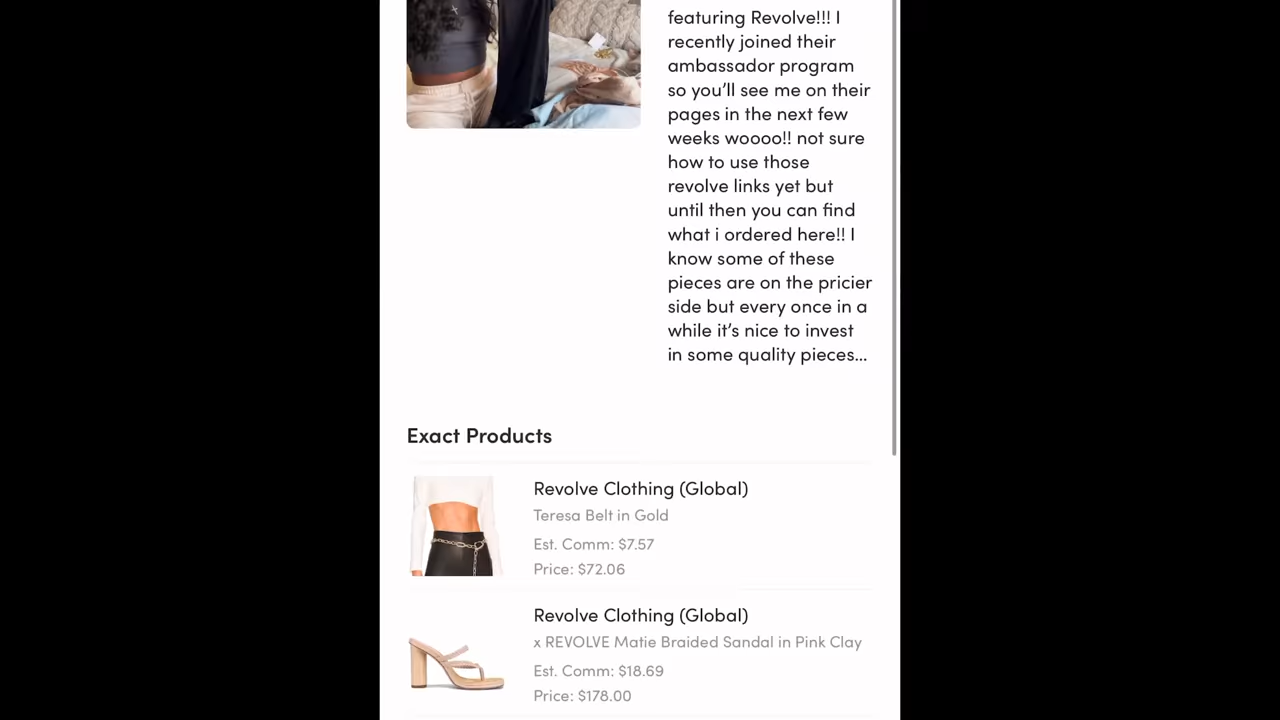 featuring Revolve!!! I
recently joined their
ambassador program
so you’ll see me on their
pages in the next few
weeks woooo!! not sure
how to use those
revolve links yet but
until then you can find
what i ordered here!! I
know some of these
pieces are on the pricier
side but every once in a
while it’s nice to invest
in some quality pieces...
Exact Products
Revolve Clothing (Global)
Teresa Belt in Gold
Est. Comm: $7.57
Price: $72.06
Revolve Clothing (Global)
x REVOLVE Matie Braided Sandal in Pink Clay
Est. Comm: $18.69
Price: $178.00